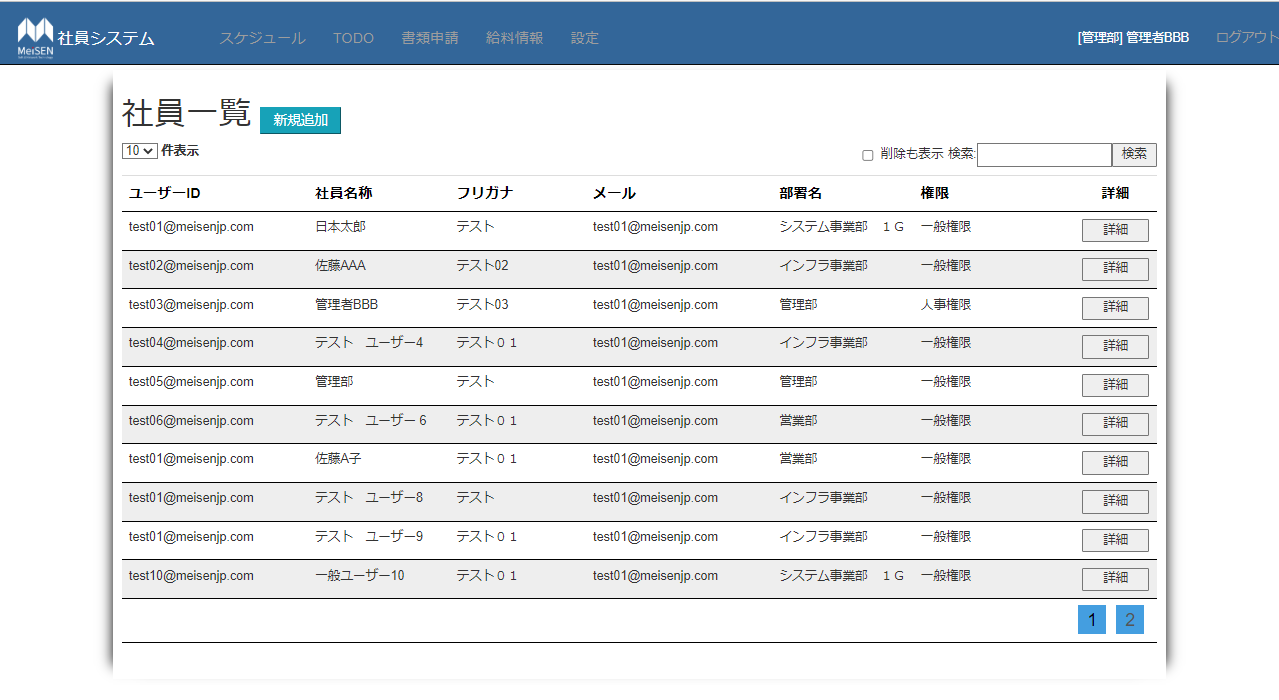 MeiSEN 社員システム スケジュール TODO 書類申請 給料情報 設定 [管理部] 管理者BBB ログアウト
社員一覧 新規追加
10 件表示 削除も表示 検索: 検索
ユーザーID 社員名称 フリガナ メール 部署名 権限 詳細
test01@meisenjp.com 日本太郎 テスト test01@meisenjp.com システム事業部　１Ｇ 一般権限 詳細
test02@meisenjp.com 佐藤AAA テスト02 test01@meisenjp.com インフラ事業部 一般権限 詳細
test03@meisenjp.com 管理者BBB テスト03 test01@meisenjp.com 管理部 人事権限 詳細
test04@meisenjp.com テスト　ユーザー4 テスト０１ test01@meisenjp.com インフラ事業部 一般権限 詳細
test05@meisenjp.com 管理部 テスト test01@meisenjp.com 管理部 一般権限 詳細
test06@meisenjp.com テスト　ユーザー６ テスト０１ test01@meisenjp.com 営業部 一般権限 詳細
test01@meisenjp.com 佐藤A子 テスト０１ test01@meisenjp.com 営業部 一般権限 詳細
test01@meisenjp.com テスト　ユーザー8 テスト test01@meisenjp.com インフラ事業部 一般権限 詳細
test01@meisenjp.com テスト　ユーザー9 テスト０１ test01@meisenjp.com インフラ事業部 一般権限 詳細
test10@meisenjp.com 一般ユーザー10 テスト０１ test01@meisenjp.com システム事業部　１Ｇ 一般権限 詳細
1 2